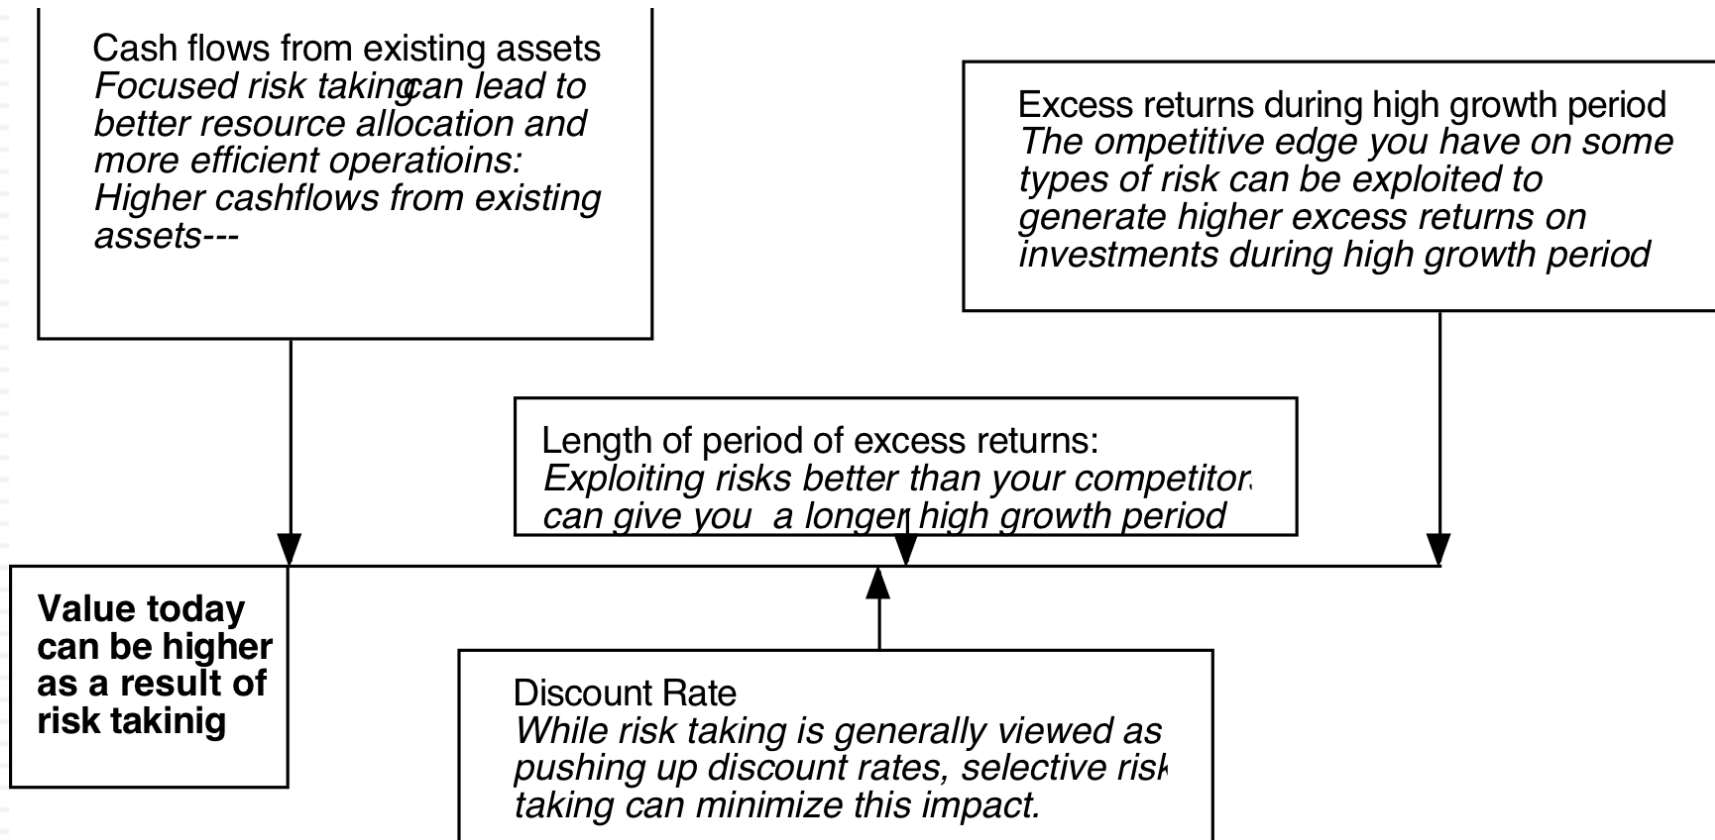 Cash flows from existing assets
Focused risk taking can lead to
better resource allocation and
more efficient operatioins:
Higher cashflows from existing
assets---
Excess returns during high growth period
The ompetitive edge you have on some
types of risk can be exploited to
generate higher excess returns on
investments during high growth period
Length of period of excess returns:
Exploiting risks better than your competitor
can give you a longer high growth period
Value today
can be higher
as a result of
risk takinig
Discount Rate
While risk taking is generally viewed as
pushing up discount rates, selective risk
taking can minimize this impact.